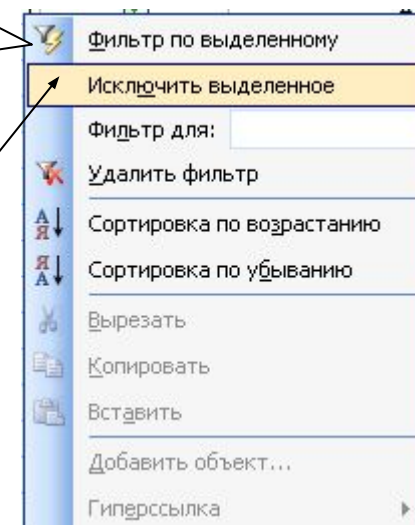 Фильтр по выделенному
Исключить выделенное
Фильтр для:
Удалить фильтр
Сортировка по возрастанию
Сортировка по убыванию
Вырезать
Копировать
Вставить
Добавить объект...
Гиперссылка